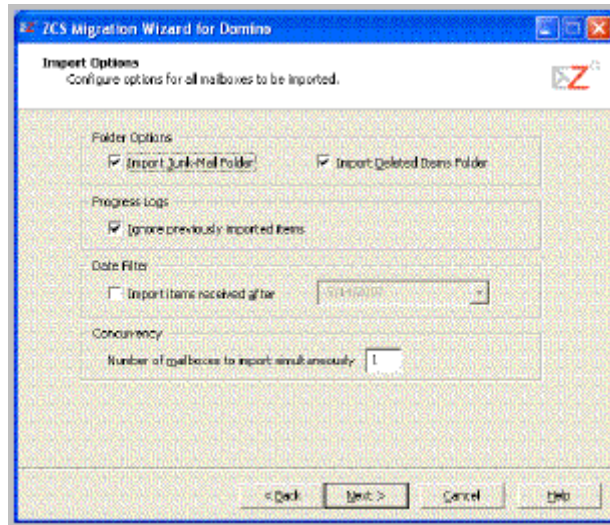 ZCS Migration Wizard for Domino
Import Options
Configure options for all mailboxes to be imported.
Folder Options
Import Junk-Mail Folder
Import Deleted Items Folder
Progress Logs
Ignore previously imported items
Date Filter
Import items received after
Concurrency
Number of mailboxes to import simultaneously 1
< Back Next > Cancel Help